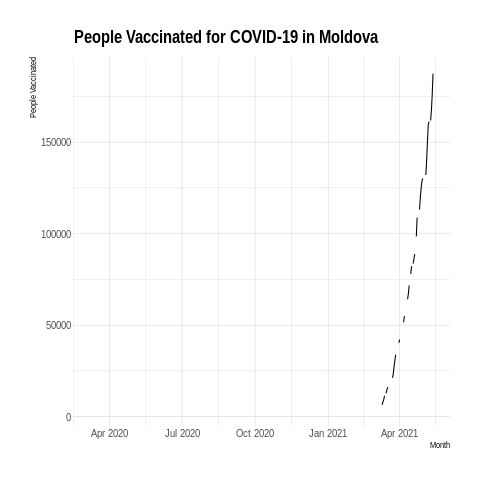 People Vaccinated for COVID-19 in Moldova
People Vaccinated
150000
100000
50000
0
Apr 2020 Jul 2020 Oct 2020 Jan 2021 Apr 2021
Month